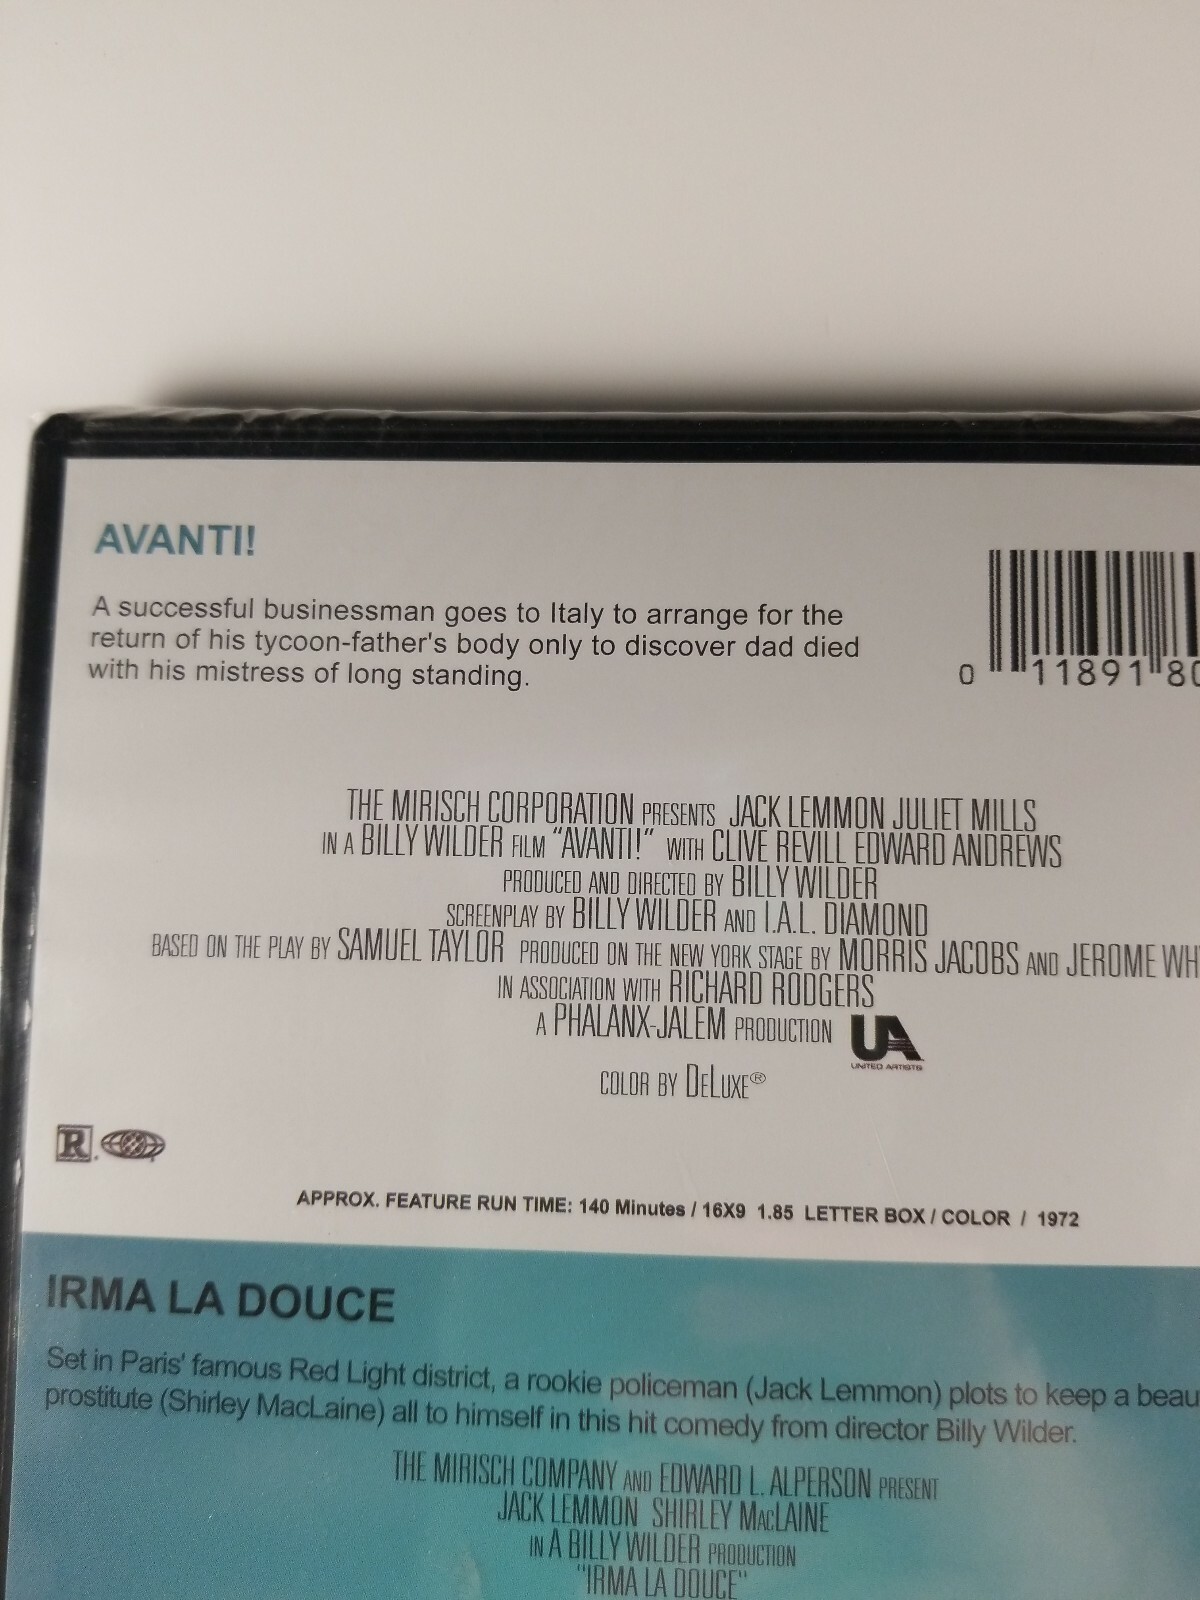 AVANTI!
A successful businessman goes to Italy to arrange for the
return of his tycoon-father's body only to discover dad died
with his mistress of long standing.
0 11891 80
THE MIRISCH CORPORATION PRESENTS JACK LEMMON JULIET MILLS
IN A BILLY WILDER FILM "AVANTI!" WITH CLIVE REVILL EDWARD ANDREWS
PRODUCED AND DIRECTED BY BILLY WILDER
SCREENPLAY BY BILLY WILDER AND I.A.L. DIAMOND
BASED ON THE PLAY BY SAMUEL TAYLOR PRODUCED ON THE NEW YORK STAGE BY MORRIS JACOBS AND JEROME WH
IN ASSOCIATION WITH RICHARD RODGERS
A PHALANX-JALEM PRODUCTION UA
UNITED ARTISTS
COLOR BY DELUXE®
R
APPROX. FEATURE RUN TIME: 140 Minutes / 16X9 1.85 LETTER BOX / COLOR / 1972
IRMA LA DOUCE
Set in Paris' famous Red Light district, a rookie policeman (Jack Lemmon) plots to keep a beau
prostitute (Shirley MacLaine) all to himself in this hit comedy from director Billy Wilder.
THE MIRISCH COMPANY AND EDWARD L. ALPERSON PRESENT
JACK LEMMON SHIRLEY MACLAINE
IN A BILLY WILDER PRODUCTION
"IRMA LA DOUCE"